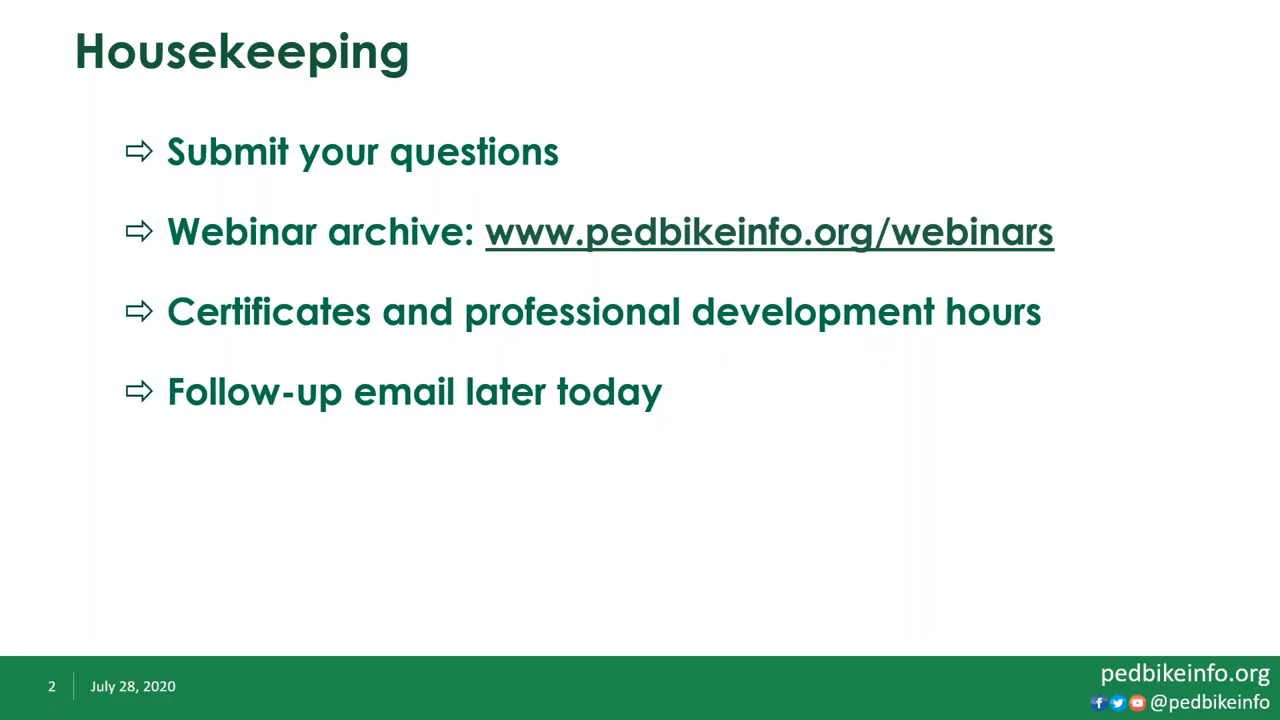 Housekeeping
⇨ Submit your questions
⇨ Webinar archive: www.pedbikeinfo.org/webinars
⇨ Certificates and professional development hours
⇨ Follow-up email later today
2 July 28, 2020
pedbikeinfo.org
@pedbikeinfo